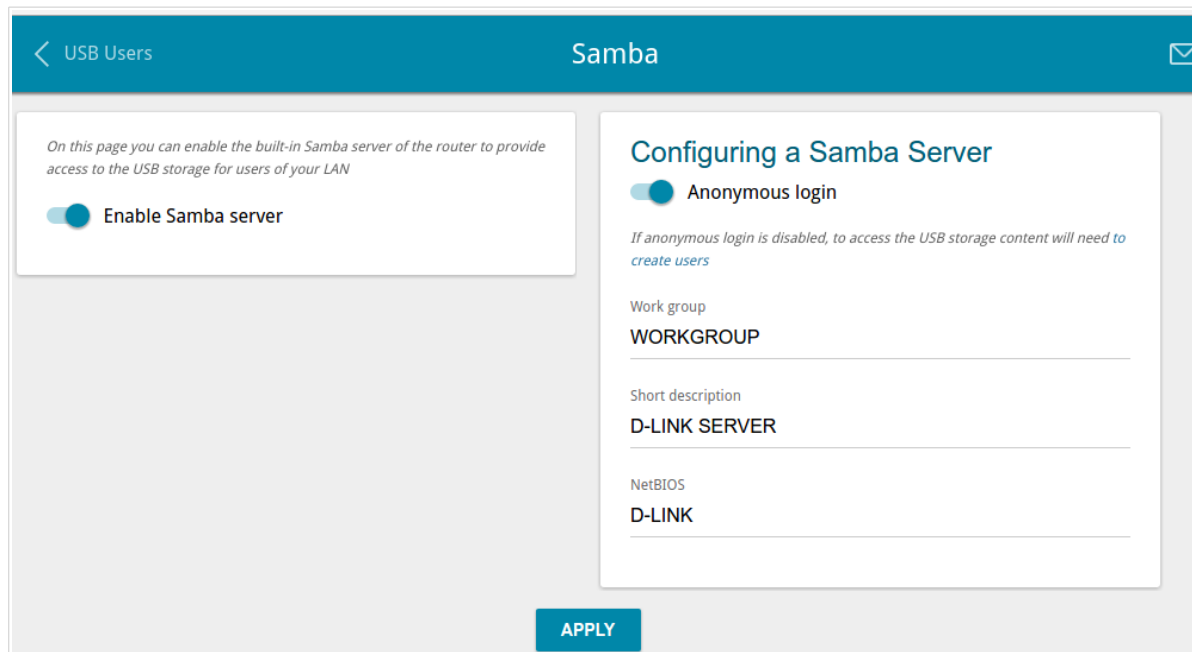 USB Users
Samba
On this page you can enable the built-in Samba server of the router to provide
access to the USB storage for users of your LAN
Enable Samba server
Configuring a Samba Server
Anonymous login
If anonymous login is disabled, to access the USB storage content will need to
create users
Work group
WORKGROUP
Short description
D-LINK SERVER
NetBIOS
D-LINK
APPLY